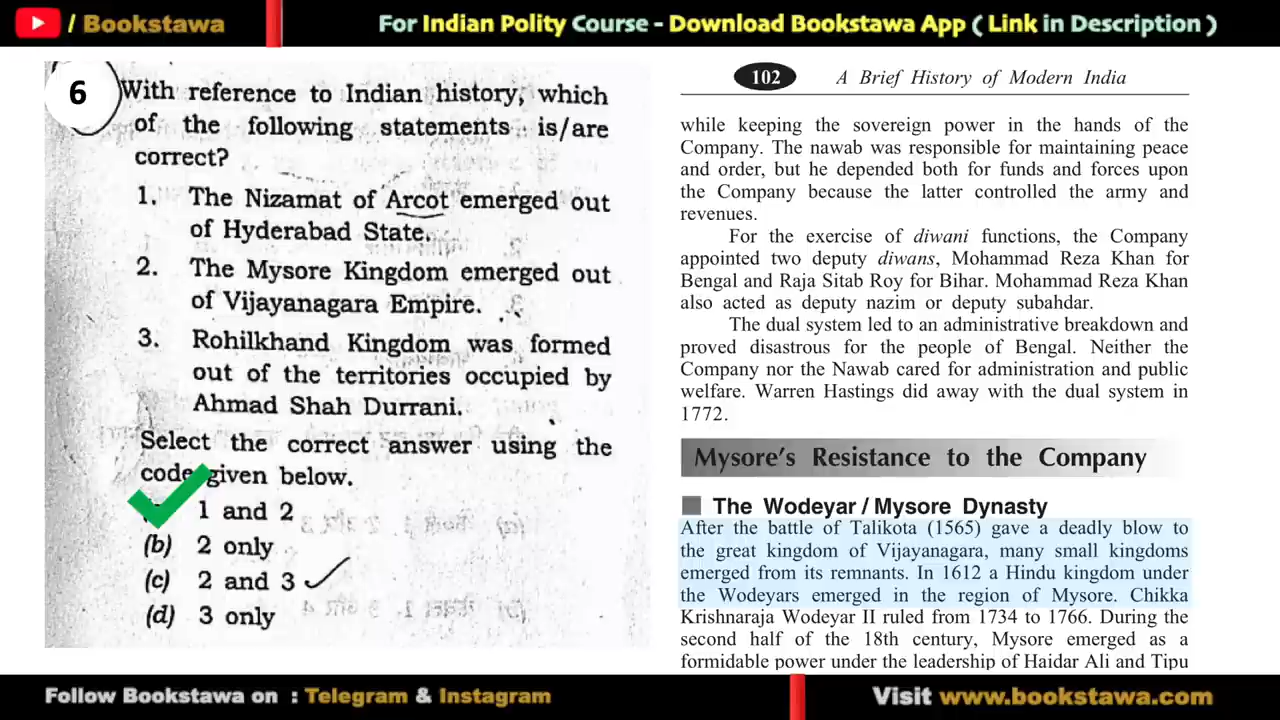 / Bookstawa
For Indian Polity Course - Download Bookstawa App ( Link in Description )
6
With reference to Indian history, which
of the following statements is/are
correct?
1. The Nizamat of Arcot emerged out
of Hyderabad State.
2. The Mysore Kingdom emerged out
of Vijayanagara Empire.
3. Rohilkhand Kingdom was formed
out of the territories occupied by
Ahmad Shah Durrani.
Select the correct answer using the
code given below.
1 and 2
(b) 2 only
(c) 2 and 3
(d) 3 only
102 A Brief History of Modern India
while keeping the sovereign power in the hands of the
Company. The nawab was responsible for maintaining peace
and order, but he depended both for funds and forces upon
the Company because the latter controlled the army and
revenues.
For the exercise of diwani functions, the Company
appointed two deputy diwans, Mohammad Reza Khan for
Bengal and Raja Sitab Roy for Bihar. Mohammad Reza Khan
also acted as deputy nazim or deputy subahdar.
The dual system led to an administrative breakdown and
proved disastrous for the people of Bengal. Neither the
Company nor the Nawab cared for administration and public
welfare. Warren Hastings did away with the dual system in
1772.
Mysore's Resistance to the Company
The Wodeyar / Mysore Dynasty
After the battle of Talikota (1565) gave a deadly blow to
the great kingdom of Vijayanagara, many small kingdoms
emerged from its remnants. In 1612 a Hindu kingdom under
the Wodeyars emerged in the region of Mysore. Chikka
Krishnaraja Wodeyar II ruled from 1734 to 1766. During the
second half of the 18th century, Mysore emerged as a
formidable power under the leadership of Haidar Ali and Tipu
Follow Bookstawa on : Telegram & Instagram
Visit www.bookstawa.com